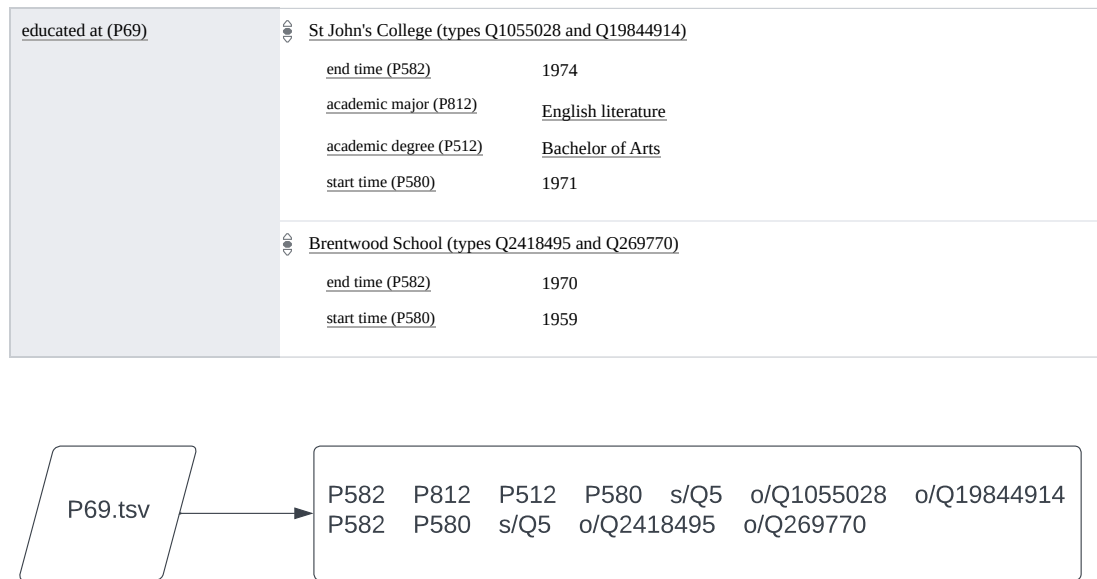 educated at (P69) St John's College (types Q1055028 and Q19844914)
end time (P582) 1974
academic major (P812) English literature
academic degree (P512) Bachelor of Arts
start time (P580) 1971
Brentwood School (types Q2418495 and Q269770)
end time (P582) 1970
start time (P580) 1959
P582 P812 P512 P580 s/Q5 o/Q1055028 o/Q19844914
P69.tsv
P582 P580 s/Q5 o/Q2418495 o/Q269770